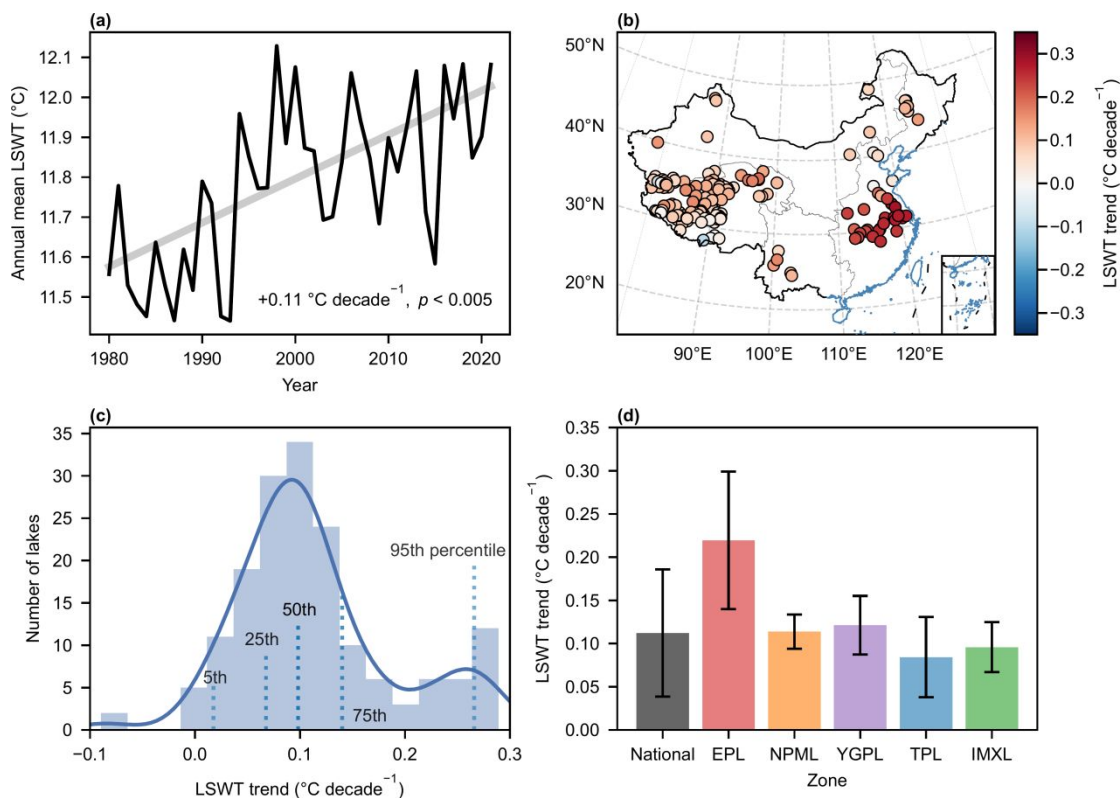 (a)
12.1
12.0
11.9
11.8
11.7
11.6
11.5
Annual mean LSWT (°C)
+0.11 °C decade⁻¹, p < 0.005
1980 1990 2000 2010 2020
Year
(b)
50°N
40°N
30°N
20°N
90°E 100°E 110°E 120°E
0.3
0.2
0.1
0.0
−0.1
−0.2
−0.3
LSWT trend (°C decade⁻¹)
(c)
35
30
25
20
15
10
5
0
Number of lakes
95th percentile
50th
25th
5th
75th
−0.1 0.0 0.1 0.2 0.3
LSWT trend (°C decade⁻¹)
(d)
0.35
0.30
0.25
0.20
0.15
0.10
0.05
0.00
LSWT trend (°C decade⁻¹)
National EPL NPML YGPL TPL IMXL
Zone